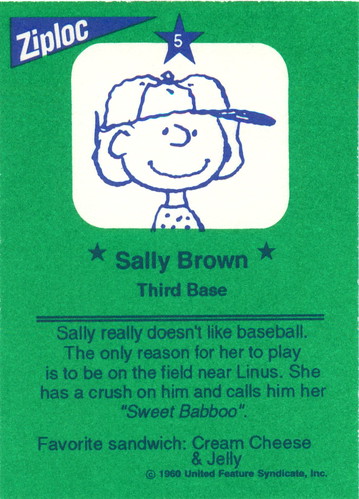 Ziploc
5
Sally Brown
Third Base
Sally really doesn't like baseball.
The only reason for her to play
is to be on the field near Linus. She
has a crush on him and calls him her
"Sweet Babboo".
Favorite sandwich: Cream Cheese
& Jelly
© 1960 United Feature Syndicate, Inc.